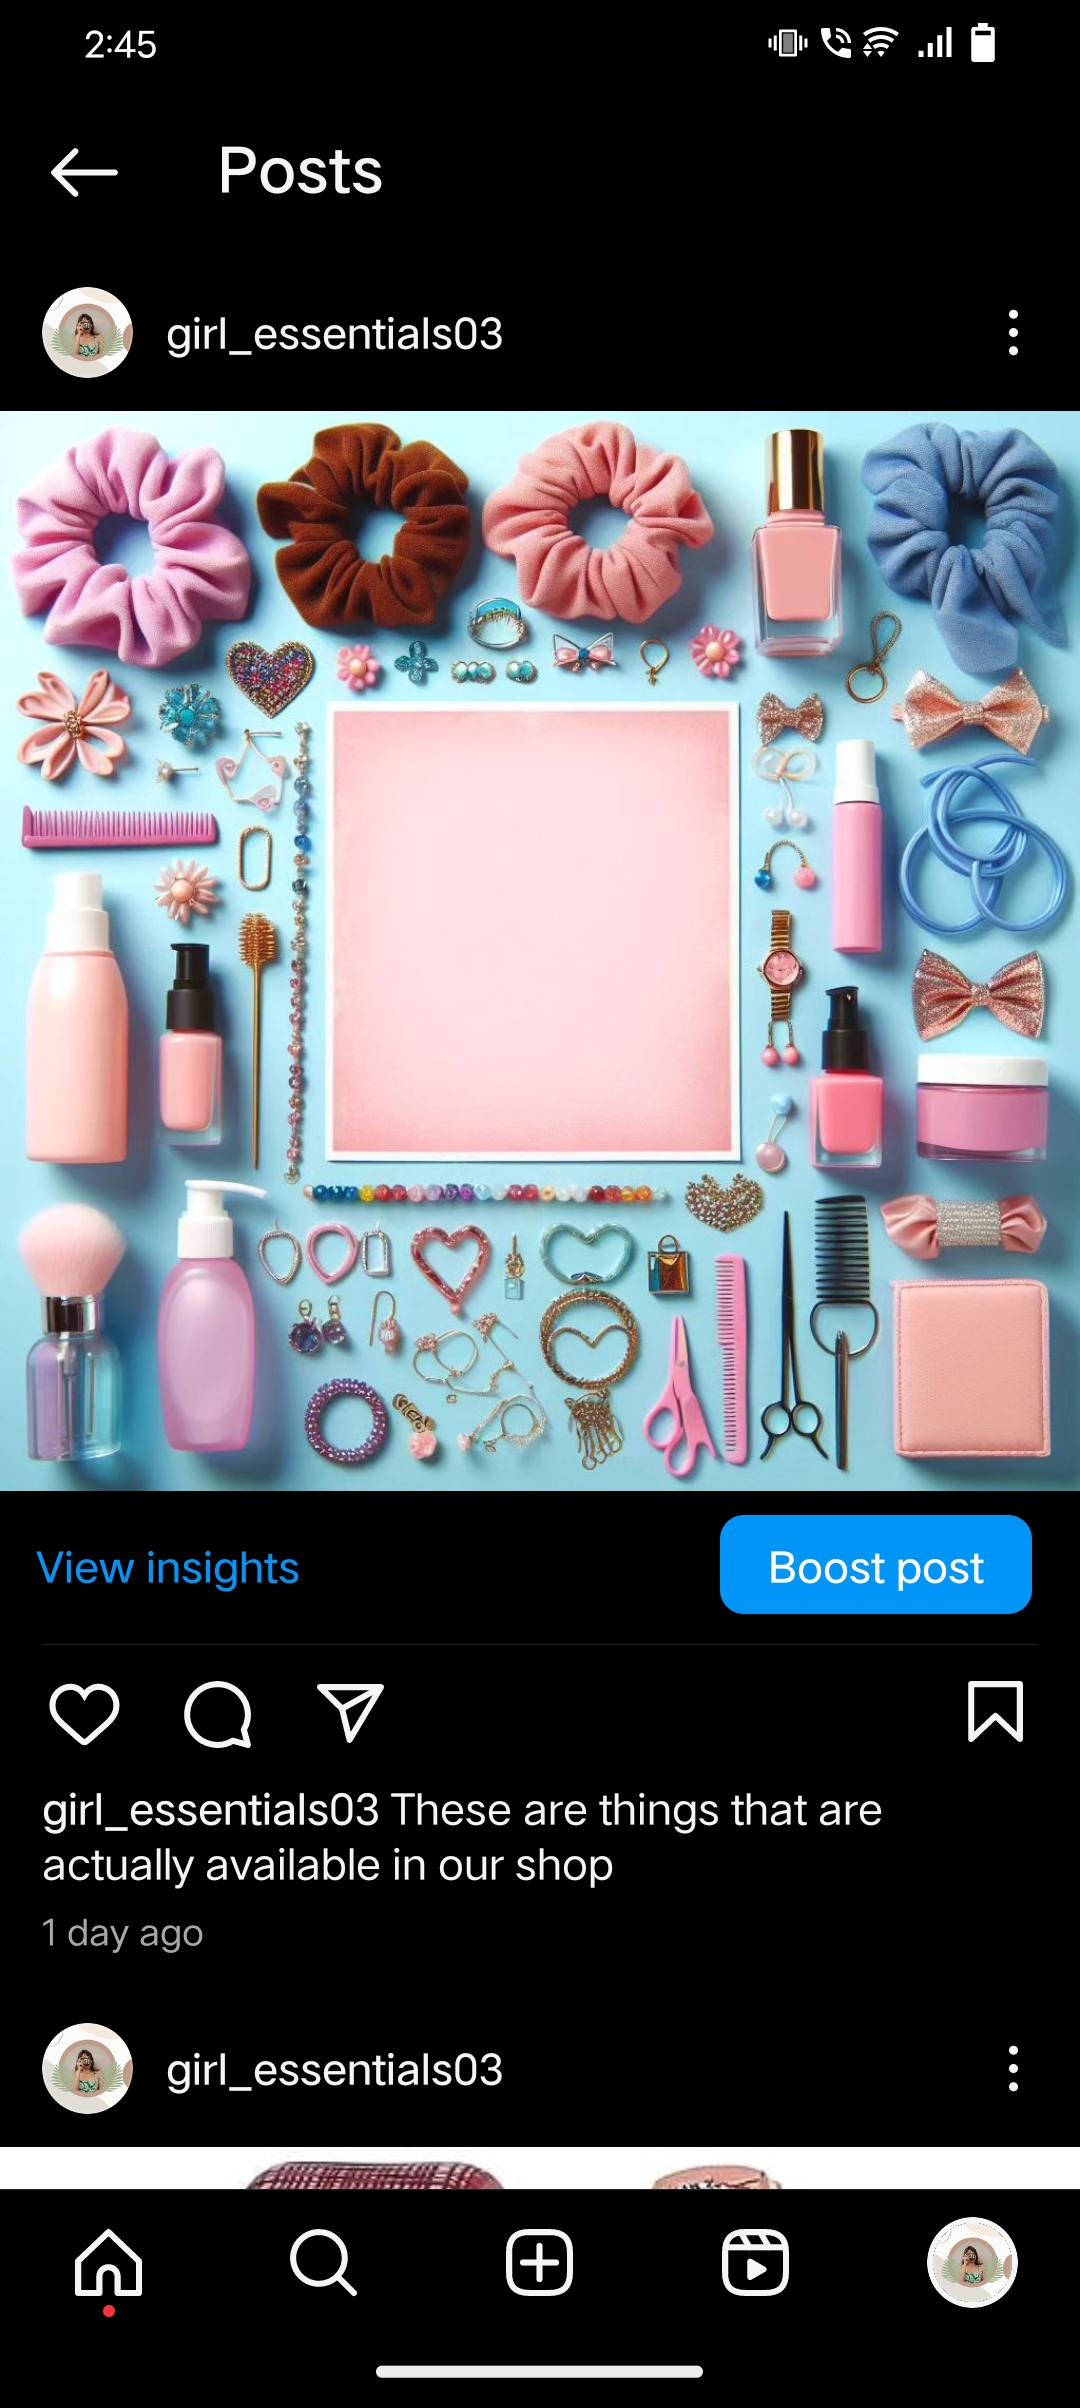 2:45
Posts
girl_essentials03
View insights
Boost post
girl_essentials03 These are things that are
actually available in our shop
1 day ago
girl_essentials03